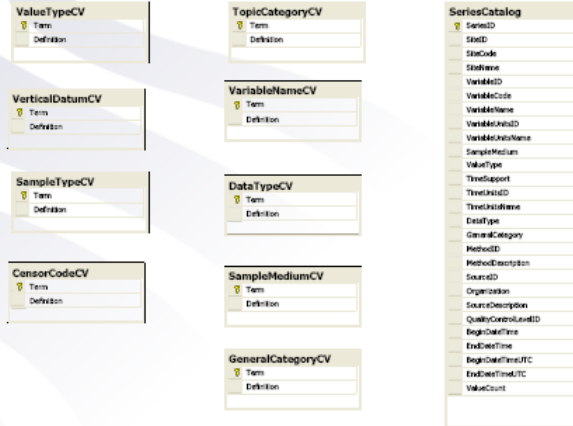 ValueTypeCV
Term
Definition
VerticalDatumCV
Term
Definition
SampleTypeCV
Term
Definition
CensorCodeCV
Term
Definition
TopicCategoryCV
Term
Definition
VariableNameCV
Term
Definition
DataTypeCV
Term
Definition
SampleMediumCV
Term
Definition
GeneralCategoryCV
Term
Definition
SeriesCatalog
SeriesID
SiteID
SiteCode
SiteName
VariableID
VariableCode
VariableName
VariableUnitsID
VariableUnitsName
SampleMedium
ValueType
TimeSupport
TimeUnitsID
TimeUnitsName
DataType
GeneralCategory
MethodID
MethodDescription
SourceID
Organization
SourceDescription
QualityControlLevelID
BeginDateTime
EndDateTime
BeginDateTimeUTC
EndDateTimeUTC
ValueCount